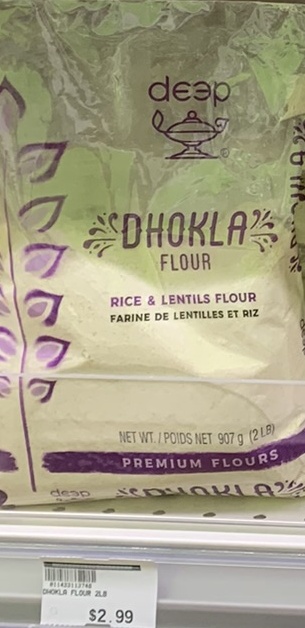 deep
DHOKLA
FLOUR
RICE & LENTILS FLOUR
FARINE DE LENTILLES ET RIZ
NET WT. / POIDS NET 907 g (2 LB)
PREMIUM FLOURS
deep
DHOKLA
DHOKLA FLOUR 2LB
$2.99